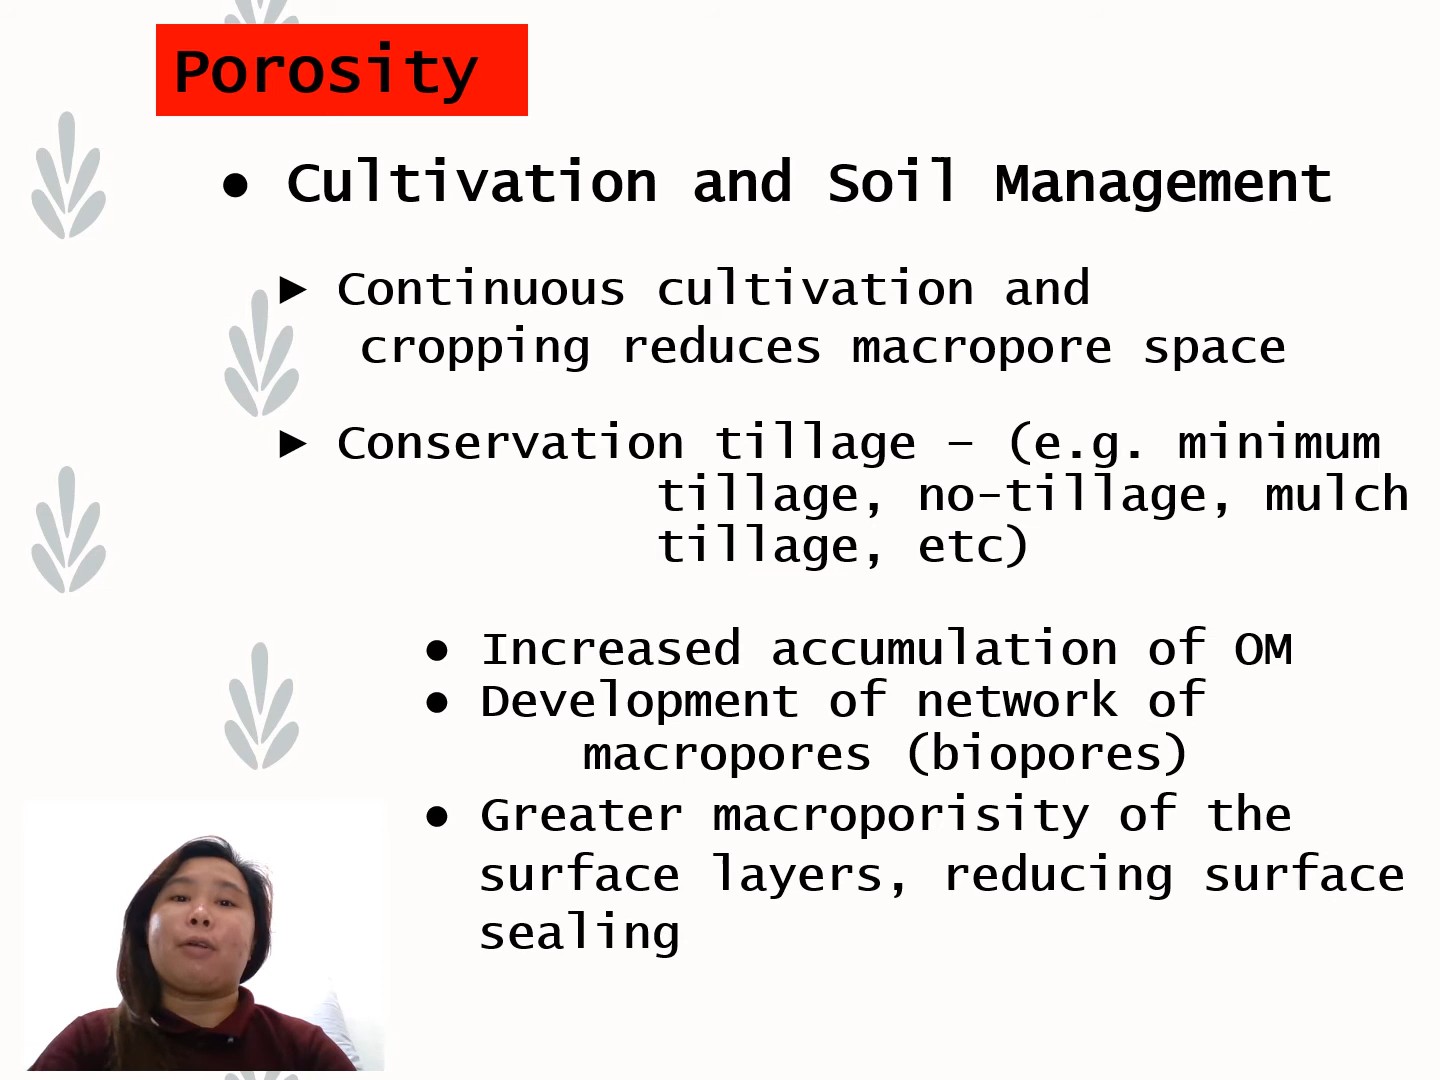 Porosity
● Cultivation and Soil Management
► Continuous cultivation and
cropping reduces macropore space
► Conservation tillage – (e.g. minimum
tillage, no-tillage, mulch
tillage, etc)
● Increased accumulation of OM
● Development of network of
macropores (biopores)
● Greater macroporisity of the
surface layers, reducing surface
sealing